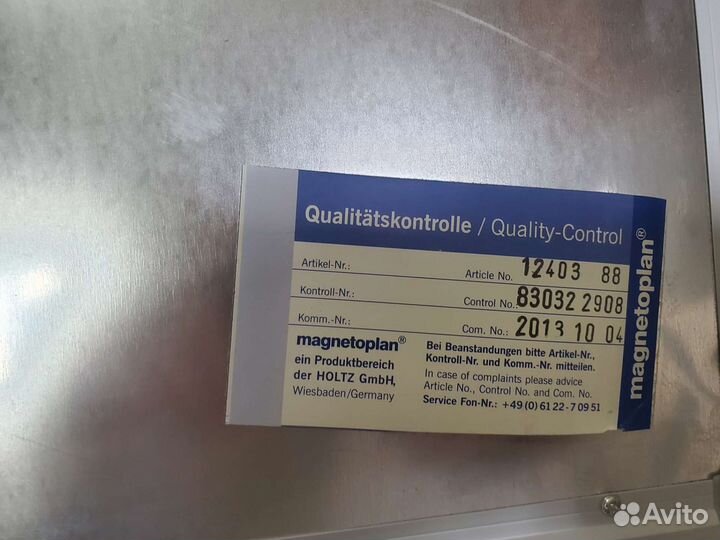 Qualitätskontrolle / Quality-Control
Artikel-Nr.: Article No. 12403 88
Kontroll-Nr.: Control No. 83032 2908
Komm.-Nr.: Com. No. 2013 10 04
magnetoplan®
ein Produktbereich
der HOLTZ GmbH,
Wiesbaden/Germany
Bei Beanstandungen bitte Artikel-Nr.,
Kontroll-Nr. und Komm.-Nr. mitteilen.
In case of complaints please advice
Article No., Control No. and Com. No.
Service Fon-Nr.: +49 (0) 61 22-7 09 51
magnetoplan®
Avito